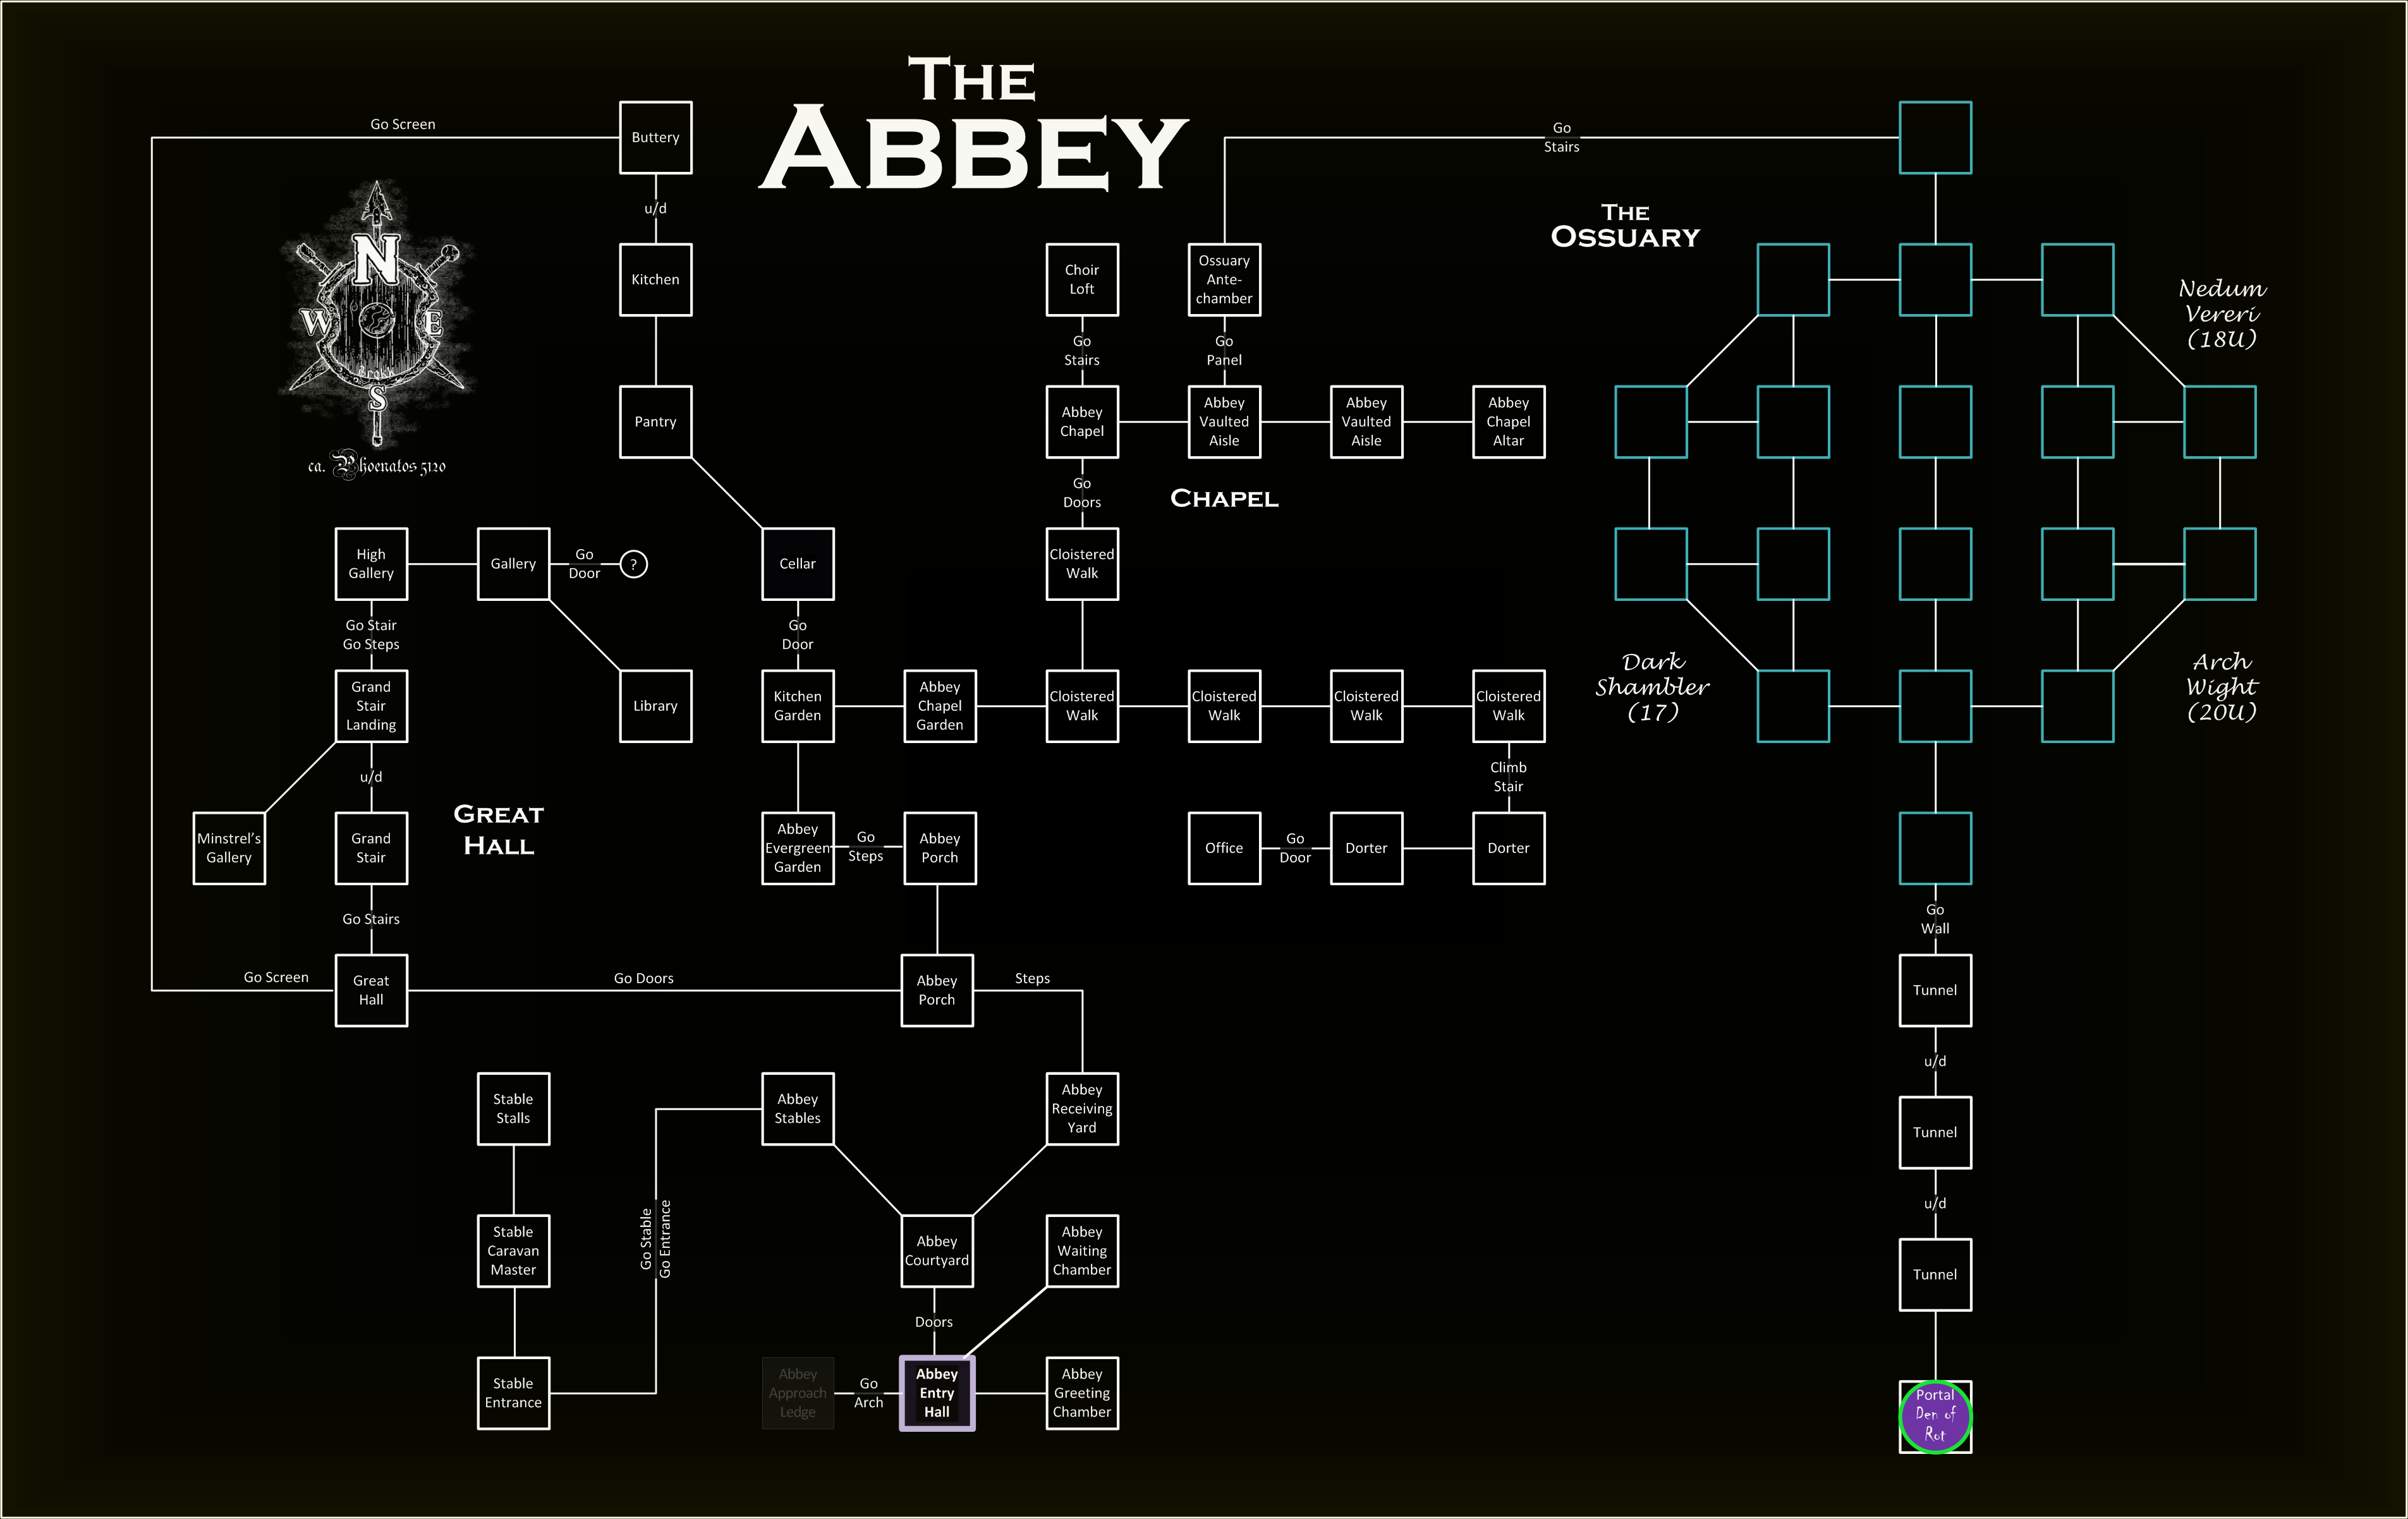 THE
ABBEY
Go Screen
Buttery
Go
Stairs
u/d
THE
OSSUARY
N
W
E
S
ca. Phoenatos 5120
Kitchen
Choir
Loft
Ossuary
Ante-
chamber
Nedum
Vereri
(18U)
Go
Stairs
Go
Panel
Pantry
Abbey
Chapel
Abbey
Vaulted
Aisle
Abbey
Vaulted
Aisle
Abbey
Chapel
Altar
Go
Doors
CHAPEL
High
Gallery
Gallery
Go
Door
?
Cellar
Cloistered
Walk
Go Stair
Go Steps
Go
Door
Grand
Stair
Landing
Library
Kitchen
Garden
Abbey
Chapel
Garden
Cloistered
Walk
Cloistered
Walk
Cloistered
Walk
Cloistered
Walk
Dark
Shambler
(17)
Arch
Wight
(20U)
u/d
Climb
Stair
GREAT
HALL
Minstrel's
Gallery
Grand
Stair
Abbey
Evergreen
Garden
Go
Steps
Abbey
Porch
Office
Go
Door
Dorter
Dorter
Go Stairs
Go
Wall
Go Screen
Great
Hall
Go Doors
Abbey
Porch
Steps
Tunnel
u/d
Stable
Stalls
Abbey
Stables
Abbey
Receiving
Yard
Tunnel
u/d
Go Stable
Go Entrance
Stable
Caravan
Master
Abbey
Courtyard
Abbey
Waiting
Chamber
Tunnel
Doors
Stable
Entrance
Abbey
Approach
Ledge
Go
Arch
Abbey
Entry
Hall
Abbey
Greeting
Chamber
Portal
Den of
Rot